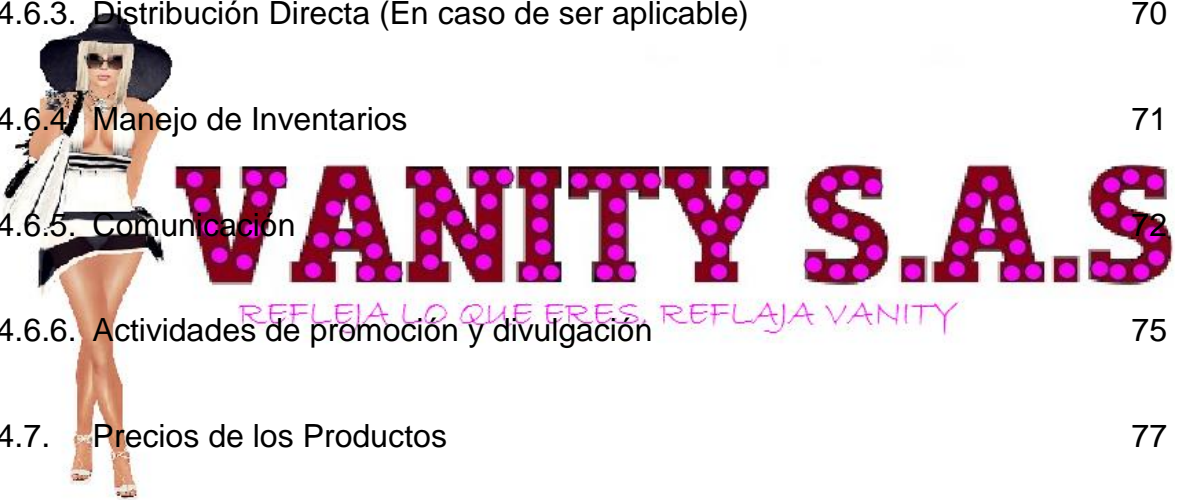 4.6.3. Distribución Directa (En caso de ser aplicable) 70
4.6.4. Manejo de Inventarios 71
VANITY S.A.S
4.6.5. Comunicación 72
REFLEJA LO QUE ERES, REFLAJA VANITY
4.6.6. Actividades de promoción y divulgación 75
4.7. Precios de los Productos 77